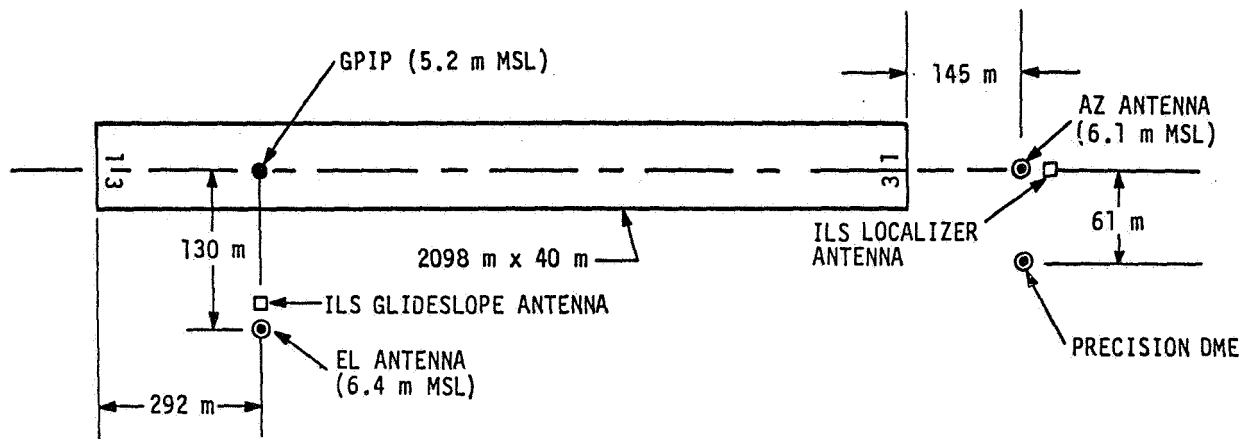 GPIP (5.2 m MSL)
145 m
AZ ANTENNA
(6.1 m MSL)
13
31
130 m
2098 m x 40 m
ILS LOCALIZER
ANTENNA
61 m
ILS GLIDESLOPE ANTENNA
EL ANTENNA
(6.4 m MSL)
PRECISION DME
292 m